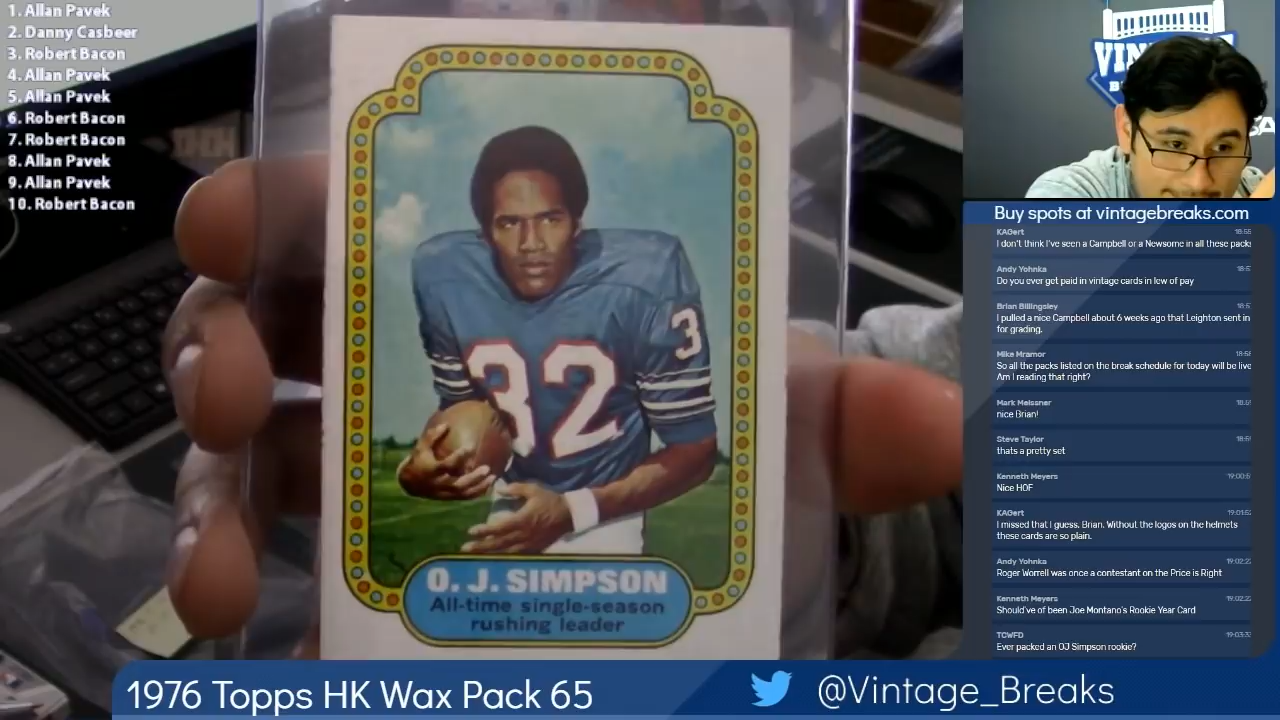 1. Allan Pavek
2. Danny Casbeer
3. Robert Bacon
4. Allan Pavek
5. Allan Pavek
6. Robert Bacon
7. Robert Bacon
8. Allan Pavek
9. Allan Pavek
10. Robert Bacon
3
32
O. J. SIMPSON
All-time single-season
rushing leader
Buy spots at vintagebreaks.com
KAGert
I don't think I've seen a Campbell or a Newsome in all these packs
Andy Yohnka
Do you ever get paid in vintage cards in lew of pay
Brian Billingsley
I pulled a nice Campbell about 6 weeks ago that Leighton sent in
for grading.
Mike Mramor
So all the packs listed on the break schedule for today will be live
Am I reading that right?
Mark Meissner
nice Brian!
Steve Taylor
thats a pretty set
Kenneth Meyers
Nice HOF
KAGert
I missed that I guess, Brian. Without the logos on the helmets
these cards are so plain.
Andy Yohnka
Roger Worrell was once a contestant on the Price is Right
Kenneth Meyers
Should've of been Joe Montano's Rookie Year Card
TCWFD
Ever packed an OJ Simpson rookie?
1976 Topps HK Wax Pack 65
@Vintage_Breaks